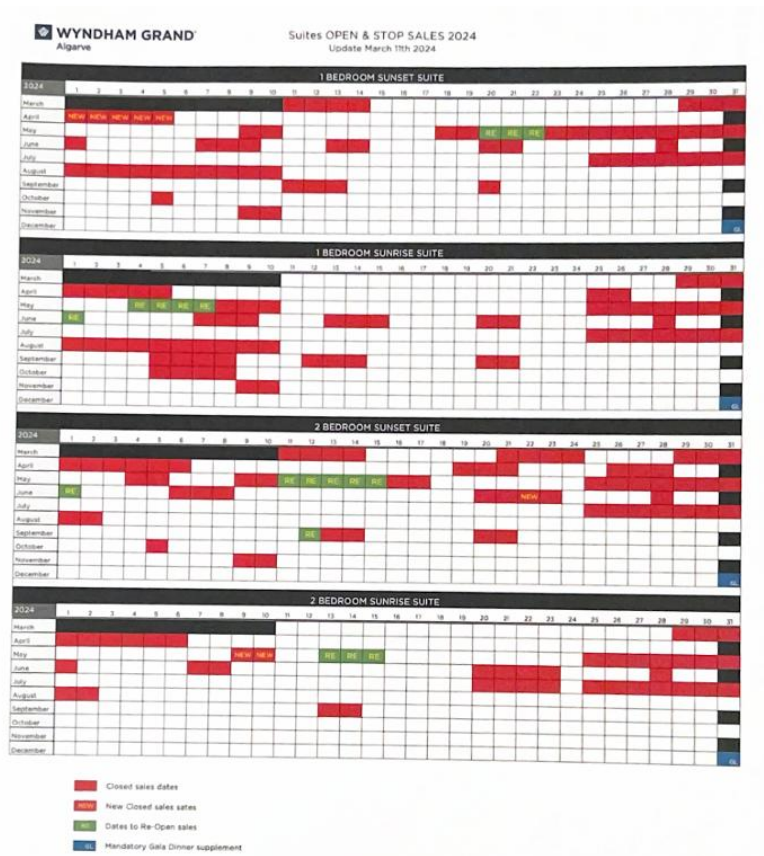 WYNDHAM GRAND
Algarve
Suites OPEN & STOP SALES 2024
Update March 11th 2024
1 BEDROOM SUNSET SUITE
2024 1 2 3 4 5 6 7 8 9 10 11 12 13 14 15 16 17 18 19 20 21 22 23 24 25 26 27 28 29 30 31
March
April NEW NEW NEW NEW NEW
May RE RE RE
June
July
August
September
October
November
December GL
1 BEDROOM SUNRISE SUITE
2024 1 2 3 4 5 6 7 8 9 10 11 12 13 14 15 16 17 18 19 20 21 22 23 24 25 26 27 28 29 30 31
March
April
May RE RE RE RE
June RE
July
August
September
October
November
December GL
2 BEDROOM SUNSET SUITE
2024 1 2 3 4 5 6 7 8 9 10 11 12 13 14 15 16 17 18 19 20 21 22 23 24 25 26 27 28 29 30 31
March
April
May RE RE RE RE RE
June RE NEW
July
August
September RE
October
November
December GL
2 BEDROOM SUNRISE SUITE
2024 1 2 3 4 5 6 7 8 9 10 11 12 13 14 15 16 17 18 19 20 21 22 23 24 25 26 27 28 29 30 31
March
April
May NEW NEW RE RE RE
June
July
August
September
October
November
December GL
Closed sales dates
NEW New Closed sales sates
RE Dates to Re-Open sales
GL Mandatory Gala Dinner supplement